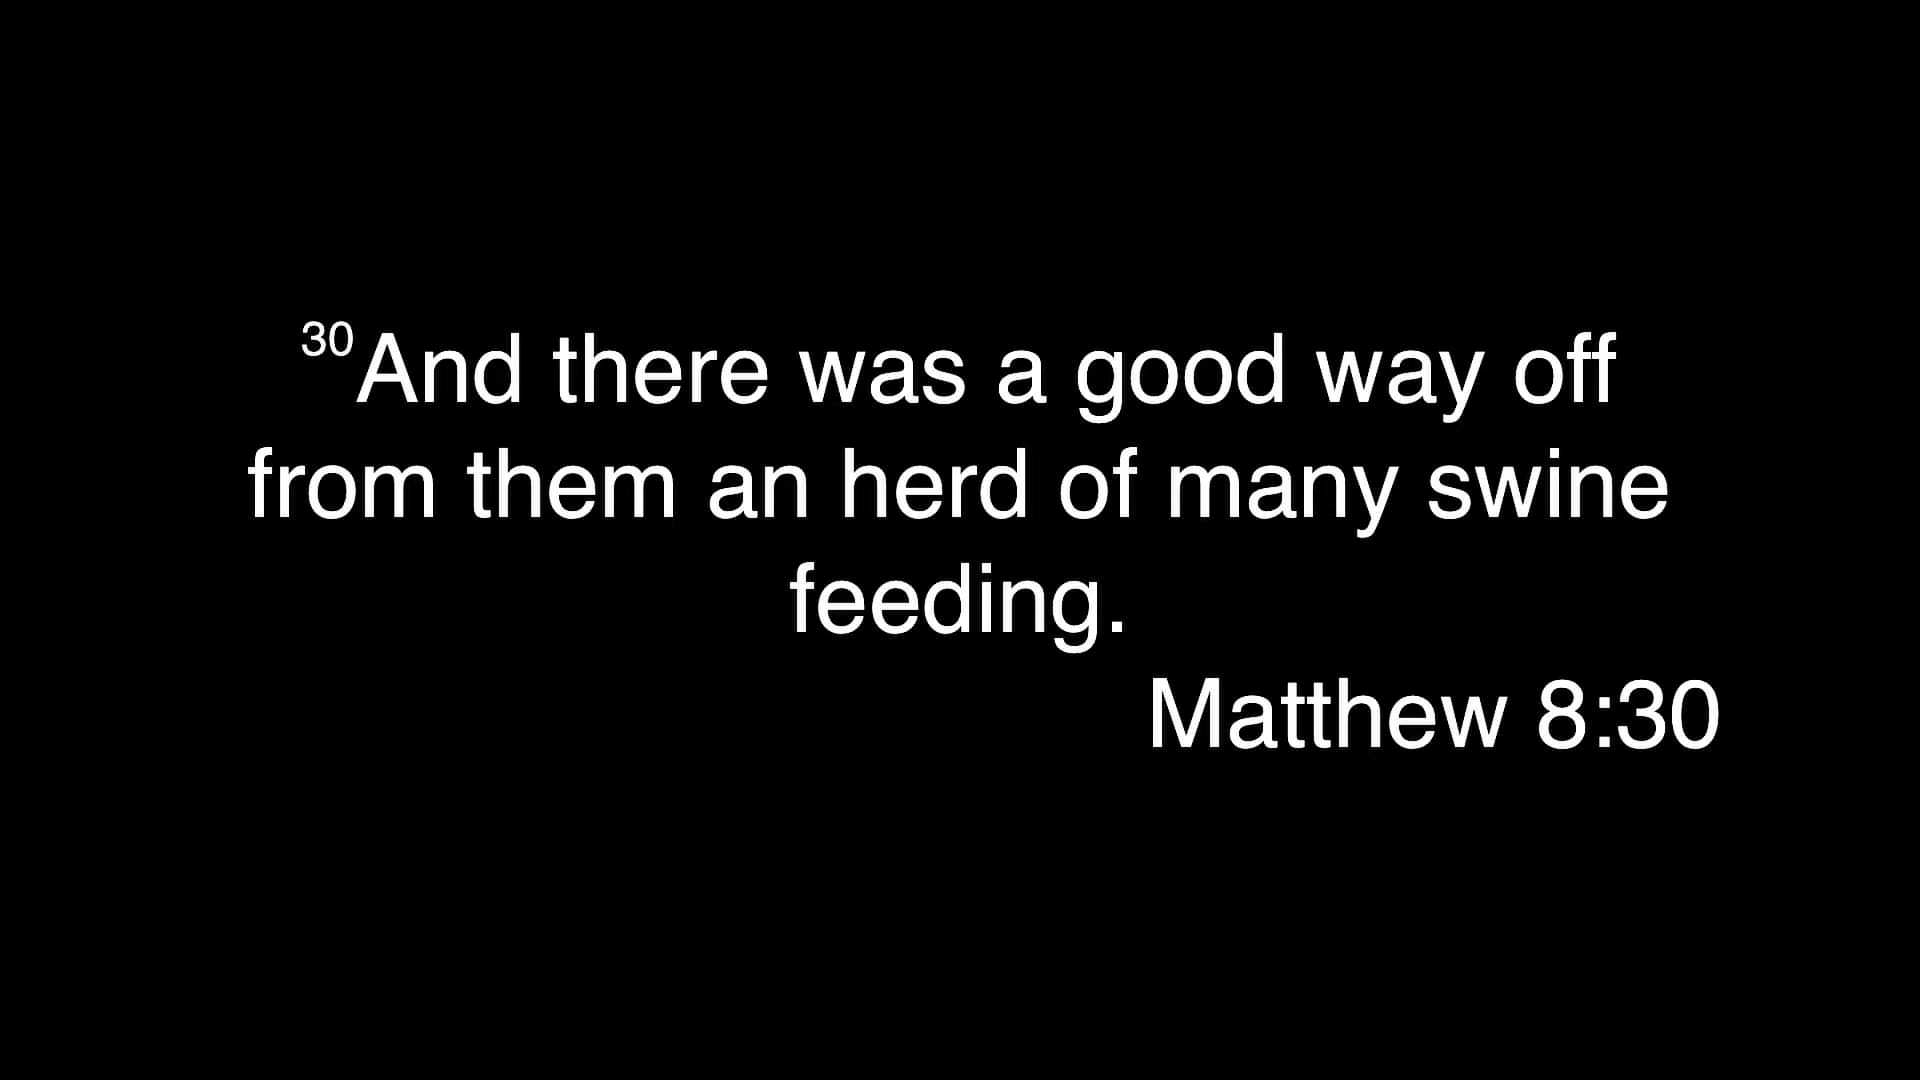 30And there was a good way off
from them an herd of many swine
feeding.
Matthew 8:30